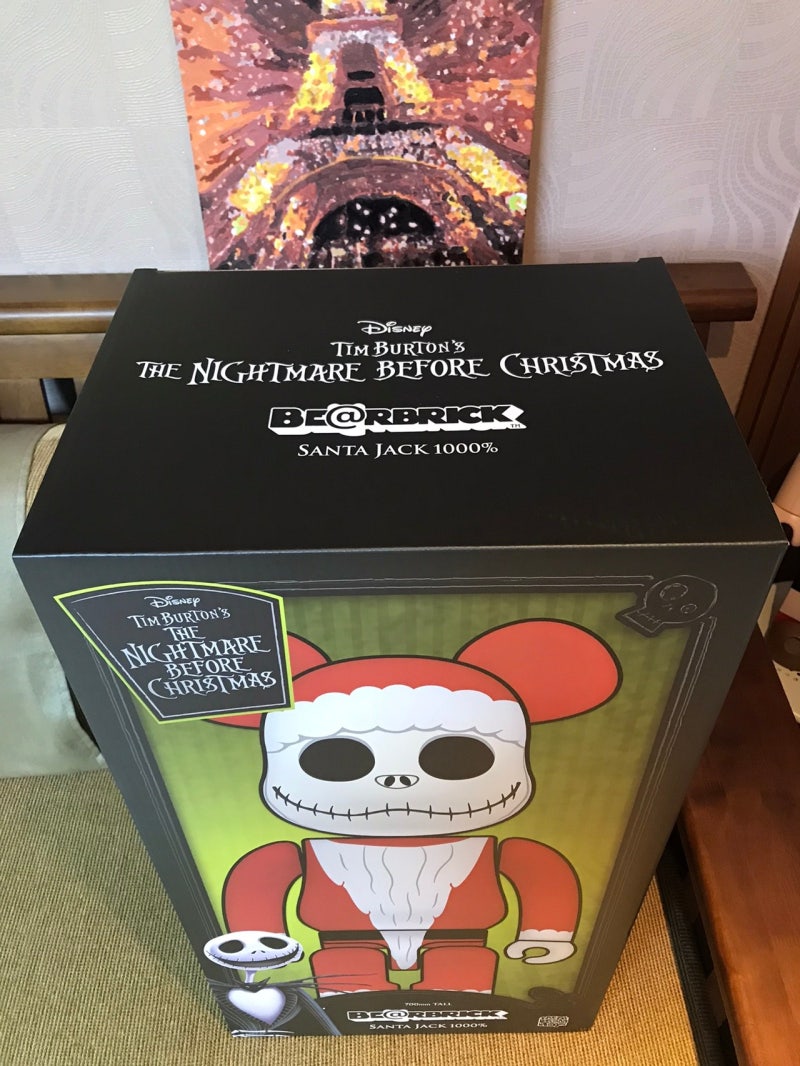 Disney
TIM BURTON'S
THE NIGHTMARE BEFORE CHRISTMAS
BE@RBRICK
TM
SANTA JACK 1000%
Disney
TIM BURTON'S
THE
NIGHTMARE
BEFORE
CHRISTMAS
700mm TALL
BE@RBRICK
SANTA JACK 1000%